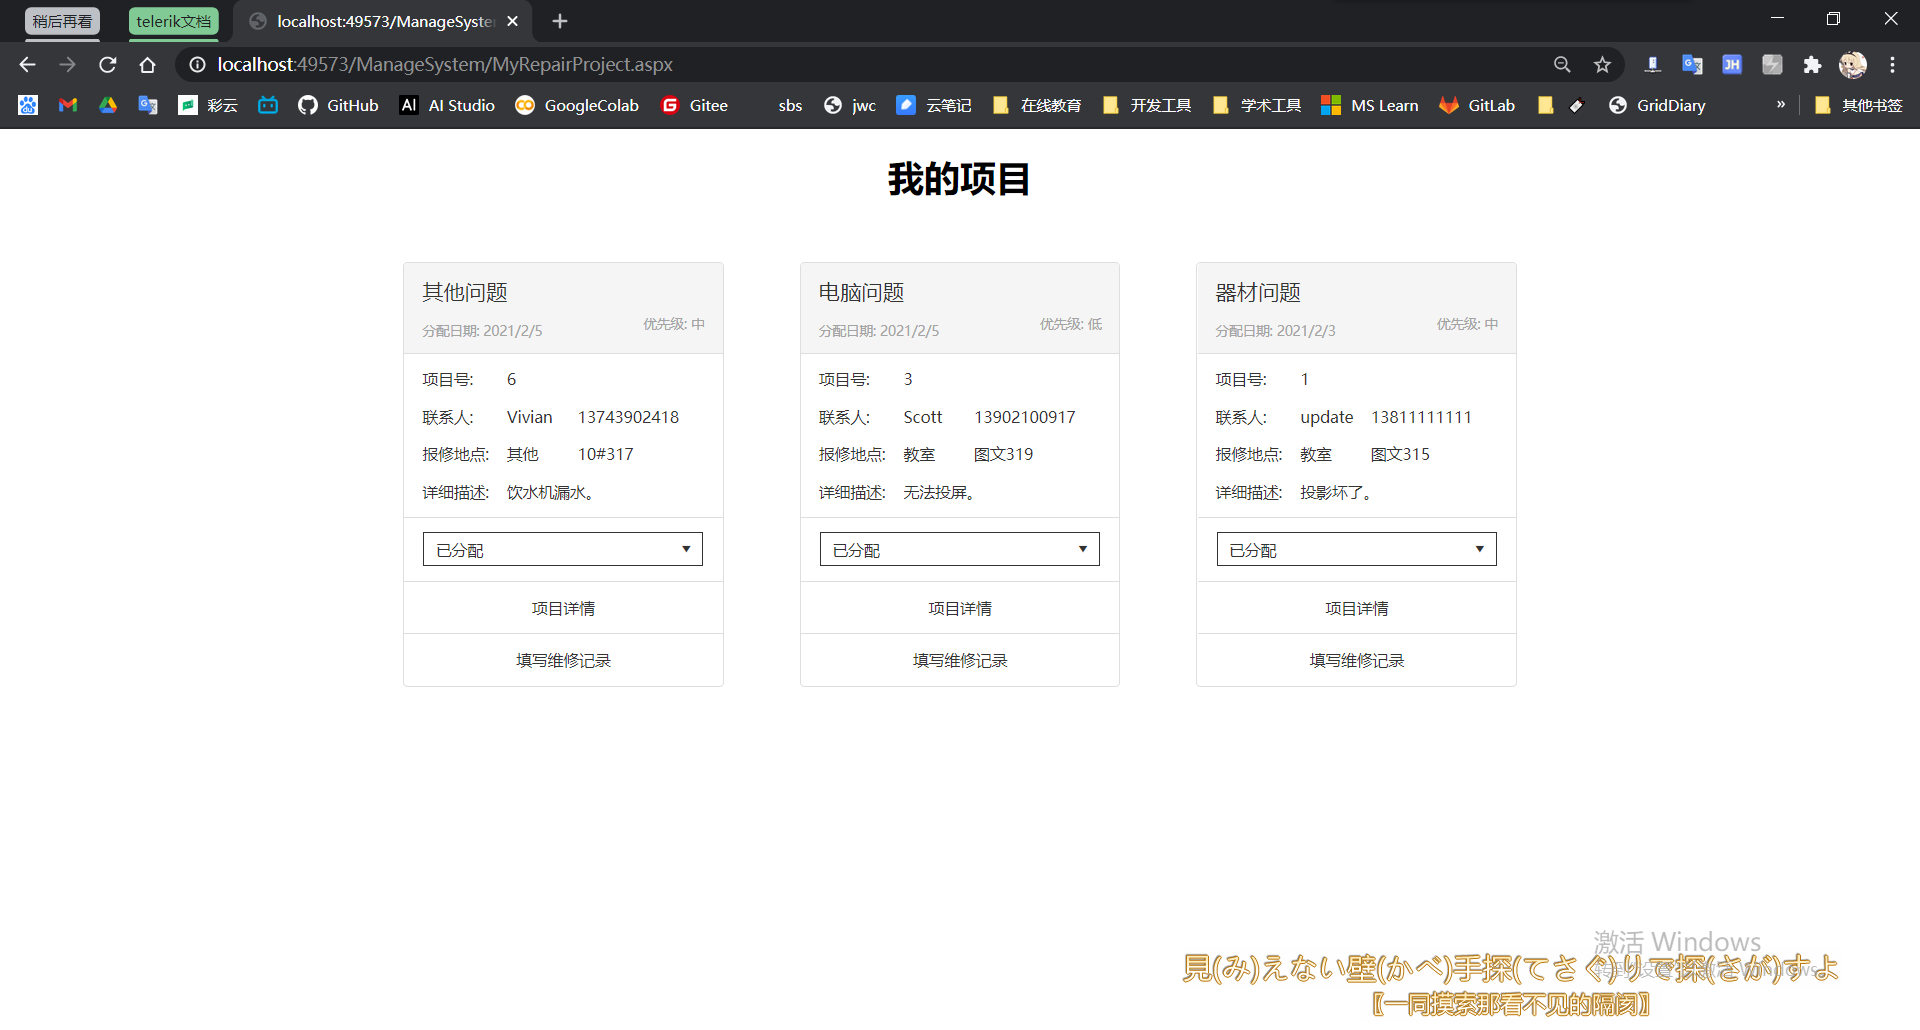 稍后再看 telerik文档 localhost:49573/ManageSyste
localhost:49573/ManageSystem/MyRepairProject.aspx
彩云 GitHub AI Studio GoogleColab Gitee sbs jwc 云笔记 在线教育 开发工具 学术工具 MS Learn GitLab GridDiary » 其他书签
我的项目
其他问题
分配日期: 2021/2/5 优先级: 中
项目号: 6
联系人: Vivian 13743902418
报修地点: 其他 10#317
详细描述: 饮水机漏水。
已分配
项目详情
填写维修记录
电脑问题
分配日期: 2021/2/5 优先级: 低
项目号: 3
联系人: Scott 13902100917
报修地点: 教室 图文319
详细描述: 无法投屏。
已分配
项目详情
填写维修记录
器材问题
分配日期: 2021/2/3 优先级: 中
项目号: 1
联系人: update 13811111111
报修地点: 教室 图文315
详细描述: 投影坏了。
已分配
项目详情
填写维修记录
激活 Windows
見(み)えない壁(かべ)手探(てさぐ)りで探(さが)すよ
【一同摸索那看不见的隔阂】